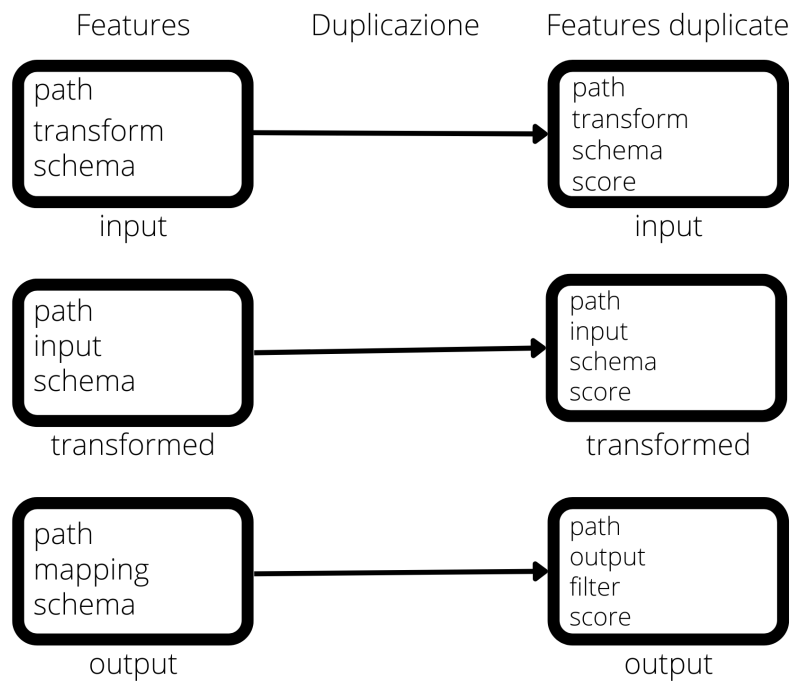 Features
Duplicazione
Features duplicate
path
transform
schema
input
path
transform
schema
score
input
path
input
schema
transformed
path
input
schema
score
transformed
path
mapping
schema
output
path
output
filter
score
output